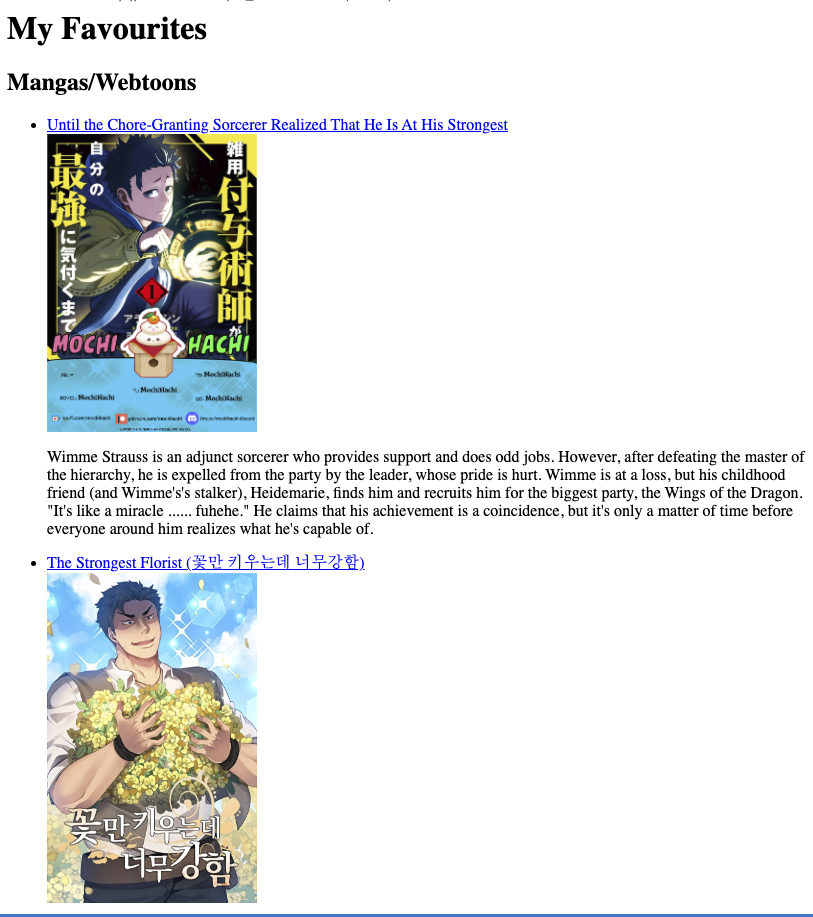 My Favourites
Mangas/Webtoons
Until the Chore-Granting Sorcerer Realized That He Is At His Strongest
雑用
付与術師が
自分の
最強
に気付くまで
1
MOCHI HACHI
TS: MochiHachi
TL: MochiHachi
MochiHachi
MochiHachi
Wimme Strauss is an adjunct sorcerer who provides support and does odd jobs. However, after defeating the master of
the hierarchy, he is expelled from the party by the leader, whose pride is hurt. Wimme is at a loss, but his childhood
friend (and Wimme's's stalker), Heidemarie, finds him and recruits him for the biggest party, the Wings of the Dragon.
"It's like a miracle ...... fuhehe." He claims that his achievement is a coincidence, but it's only a matter of time before
everyone around him realizes what he's capable of.
The Strongest Florist (꽃만 키우는데 너무강함)
꽃만키우는데
너무강함